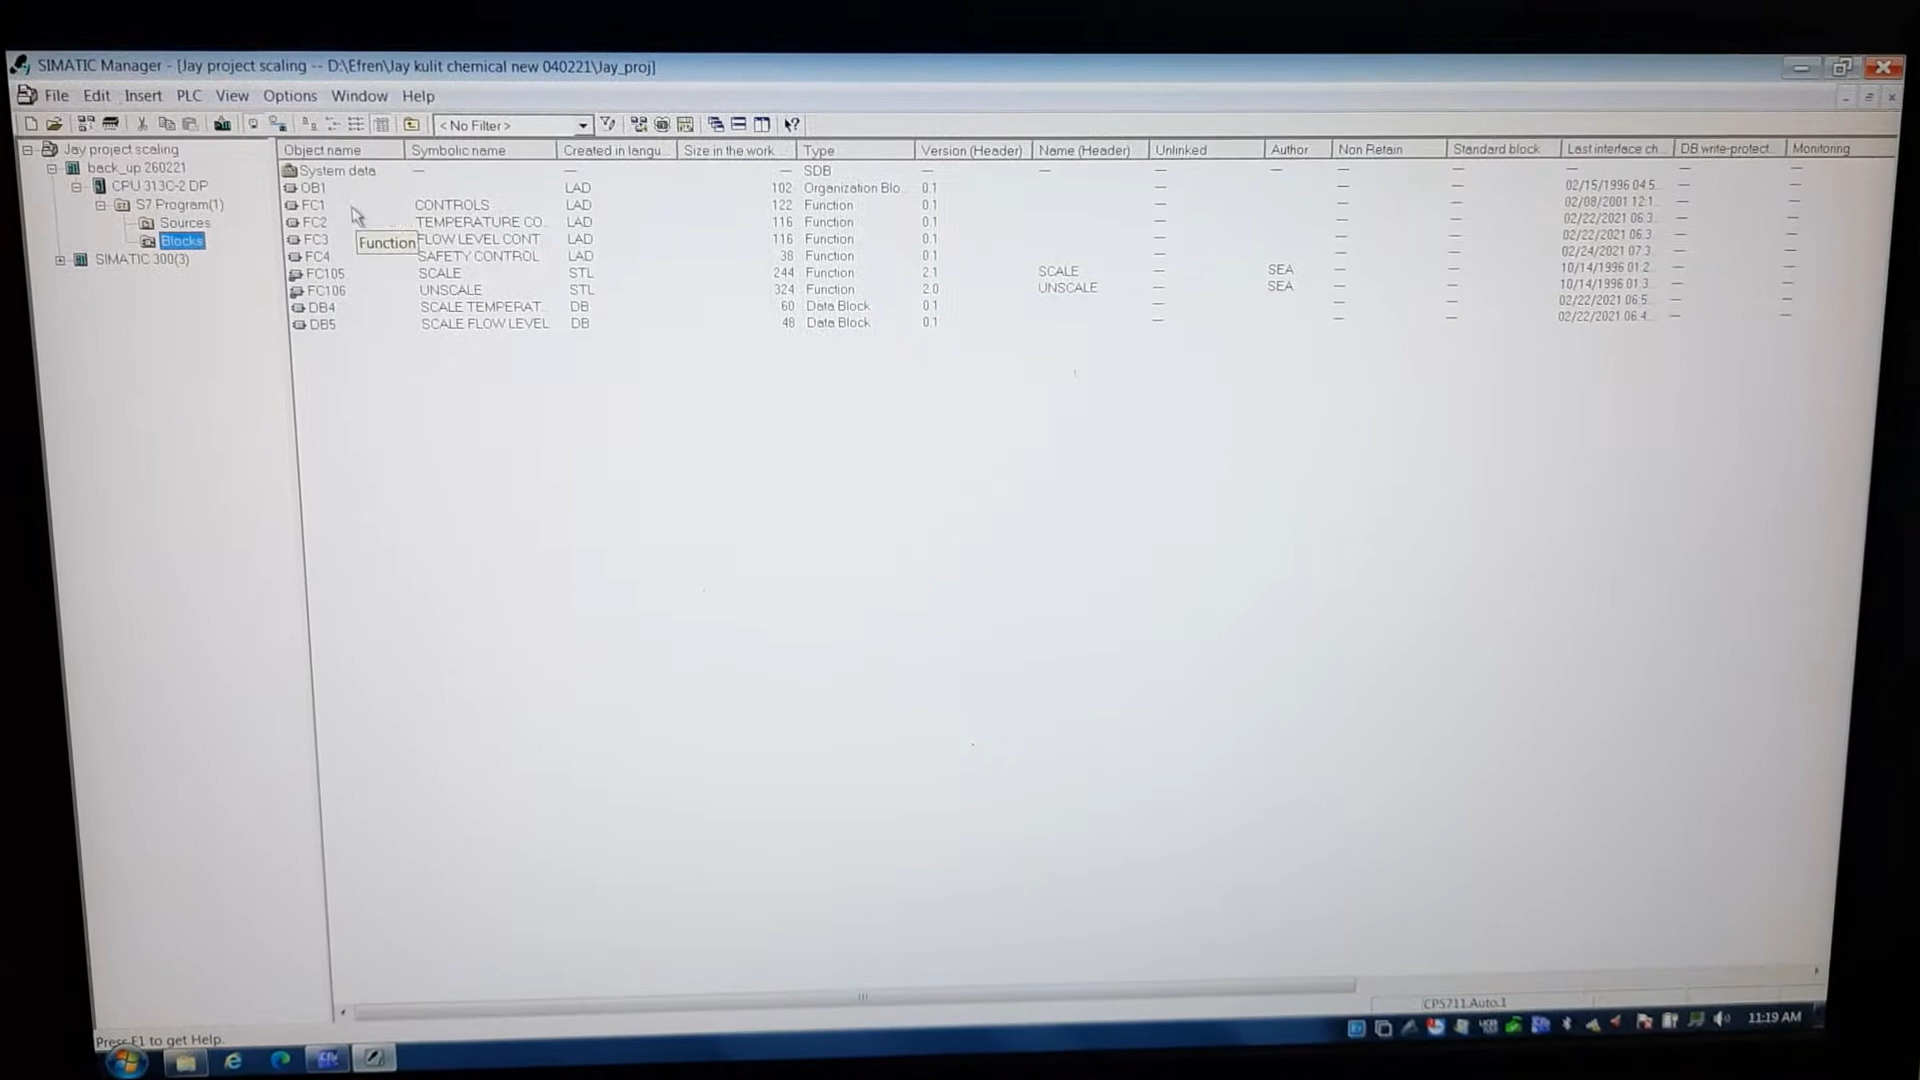 SIMATIC Manager - [Jay project scaling -- D:\Efren\Jay kulit chemical new 040221\Jay_proj]
File Edit Insert PLC View Options Window Help
< No Filter >
Jay project scaling
back_up 260221
CPU 313C-2 DP
S7 Program(1)
Sources
Blocks
SIMATIC 300(3)
Object name Symbolic name Created in langu... Size in the work... Type Version (Header) Name (Header) Unlinked Author Non Retain Standard block Last interface ch... DB write-protect... Monitoring
System data — — — SDB — — — — — — — — —
OB1 LAD 102 Organization Blo... 0.1 — — — 02/15/1996 04:5... — —
FC1 CONTROLS LAD 122 Function 0.1 — — — 02/08/2001 12:1... — —
FC2 TEMPERATURE CO... LAD 116 Function 0.1 — — — 02/22/2021 06:3... — —
FC3 FLOW LEVEL CONT... LAD 116 Function 0.1 — — — 02/22/2021 06:3... — —
FC4 SAFETY CONTROL LAD 38 Function 0.1 — — — 02/24/2021 07:3... — —
FC105 SCALE STL 244 Function 2.1 SCALE — SEA — — 10/14/1996 01:2... — —
FC106 UNSCALE STL 324 Function 2.0 UNSCALE — SEA — — 10/14/1996 01:3... — —
DB4 SCALE TEMPERAT... DB 60 Data Block 0.1 — — — 02/22/2021 06:5... — —
DB5 SCALE FLOW LEVEL DB 48 Data Block 0.1 — — — 02/22/2021 06:4... — —
Function
CP5711.Auto.1
Press F1 to get Help.
11:19 AM